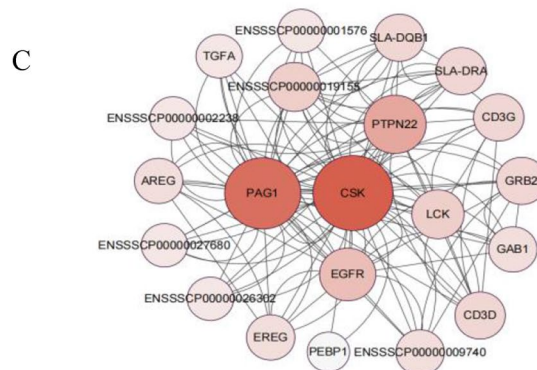 C
ENSSSCP00000001576
SLA-DQB1
TGFA
SLA-DRA
ENSSSCP00000019155
ENSSSCP00000002238
PTPN22
CD3G
AREG
PAG1
CSK
GRB2
LCK
ENSSSCP00000027680
GAB1
EGFR
ENSSSCP00000026302
CD3D
EREG
PEBP1
ENSSSCP00000009740